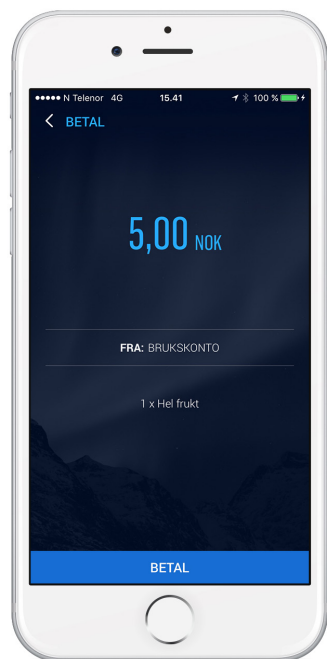 N Telenor 4G 15.41 100 %
BETAL
5,00 NOK
FRA: BRUKSKONTO
1 x Hel frukt
BETAL